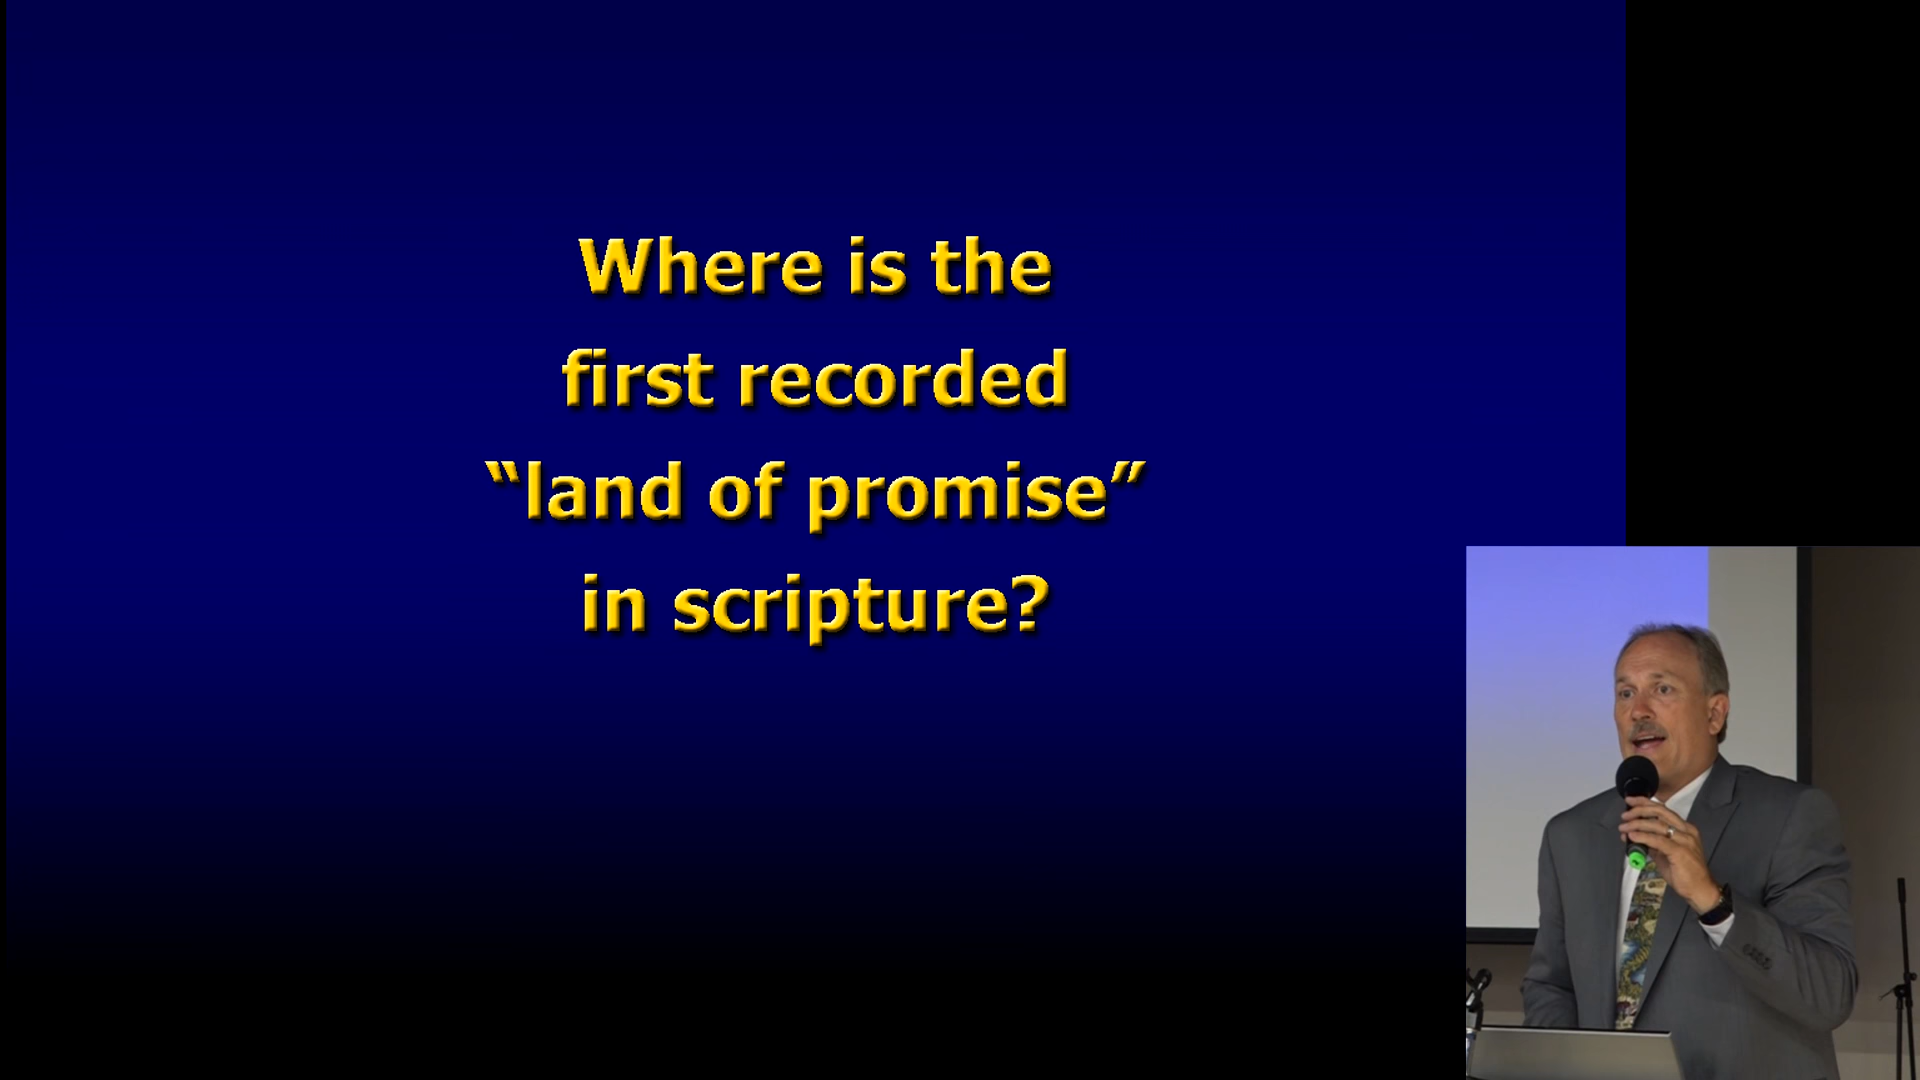 Where is the
first recorded
“land of promise”
in scripture?